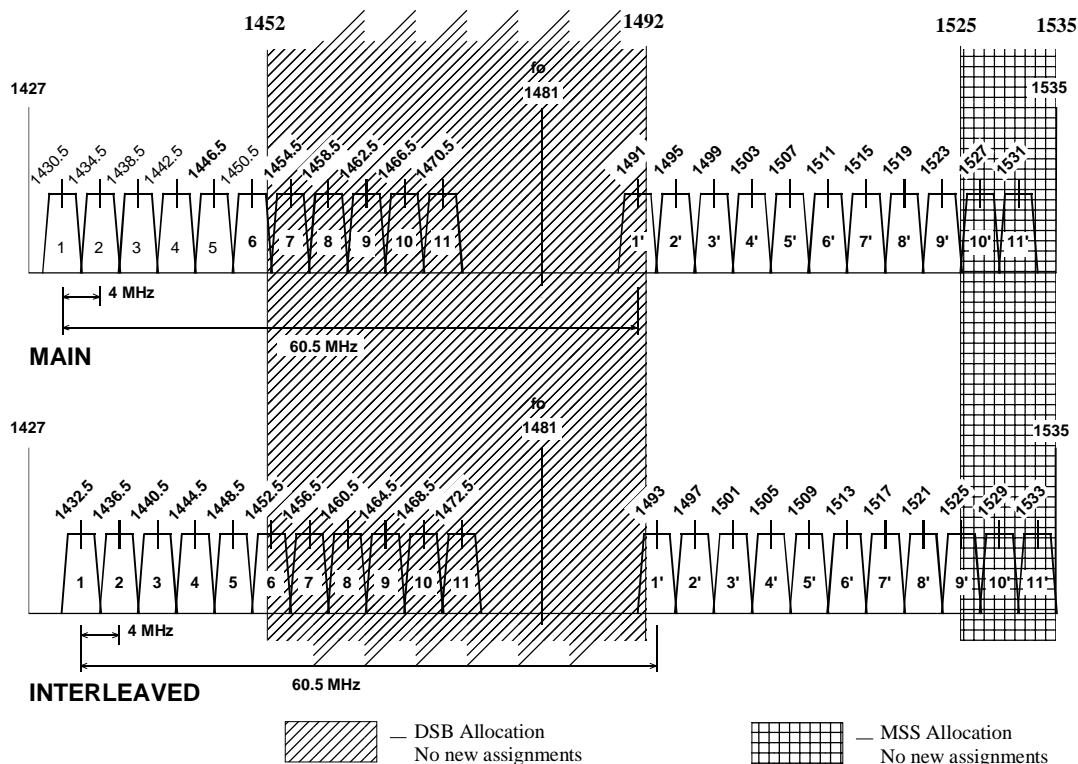 1452
1492
1525
1535
fo
1481
1427
1535
1430.5 1434.5 1438.5 1442.5 1446.5 1450.5 1454.5 1458.5 1462.5 1466.5 1470.5
1491 1495 1499 1503 1507 1511 1515 1519 1523 1527 1531
1 2 3 4 5 6 7 8 9 10 11
1' 2' 3' 4' 5' 6' 7' 8' 9' 10' 11'
4 MHz
60.5 MHz
MAIN
fo
1481
1427
1535
1432.5 1436.5 1440.5 1444.5 1448.5 1452.5 1456.5 1460.5 1464.5 1468.5 1472.5
1493 1497 1501 1505 1509 1513 1517 1521 1525 1529 1533
1 2 3 4 5 6 7 8 9 10 11
1' 2' 3' 4' 5' 6' 7' 8' 9' 10' 11'
4 MHz
60.5 MHz
INTERLEAVED
— DSB Allocation
No new assignments
— MSS Allocation
No new assignments